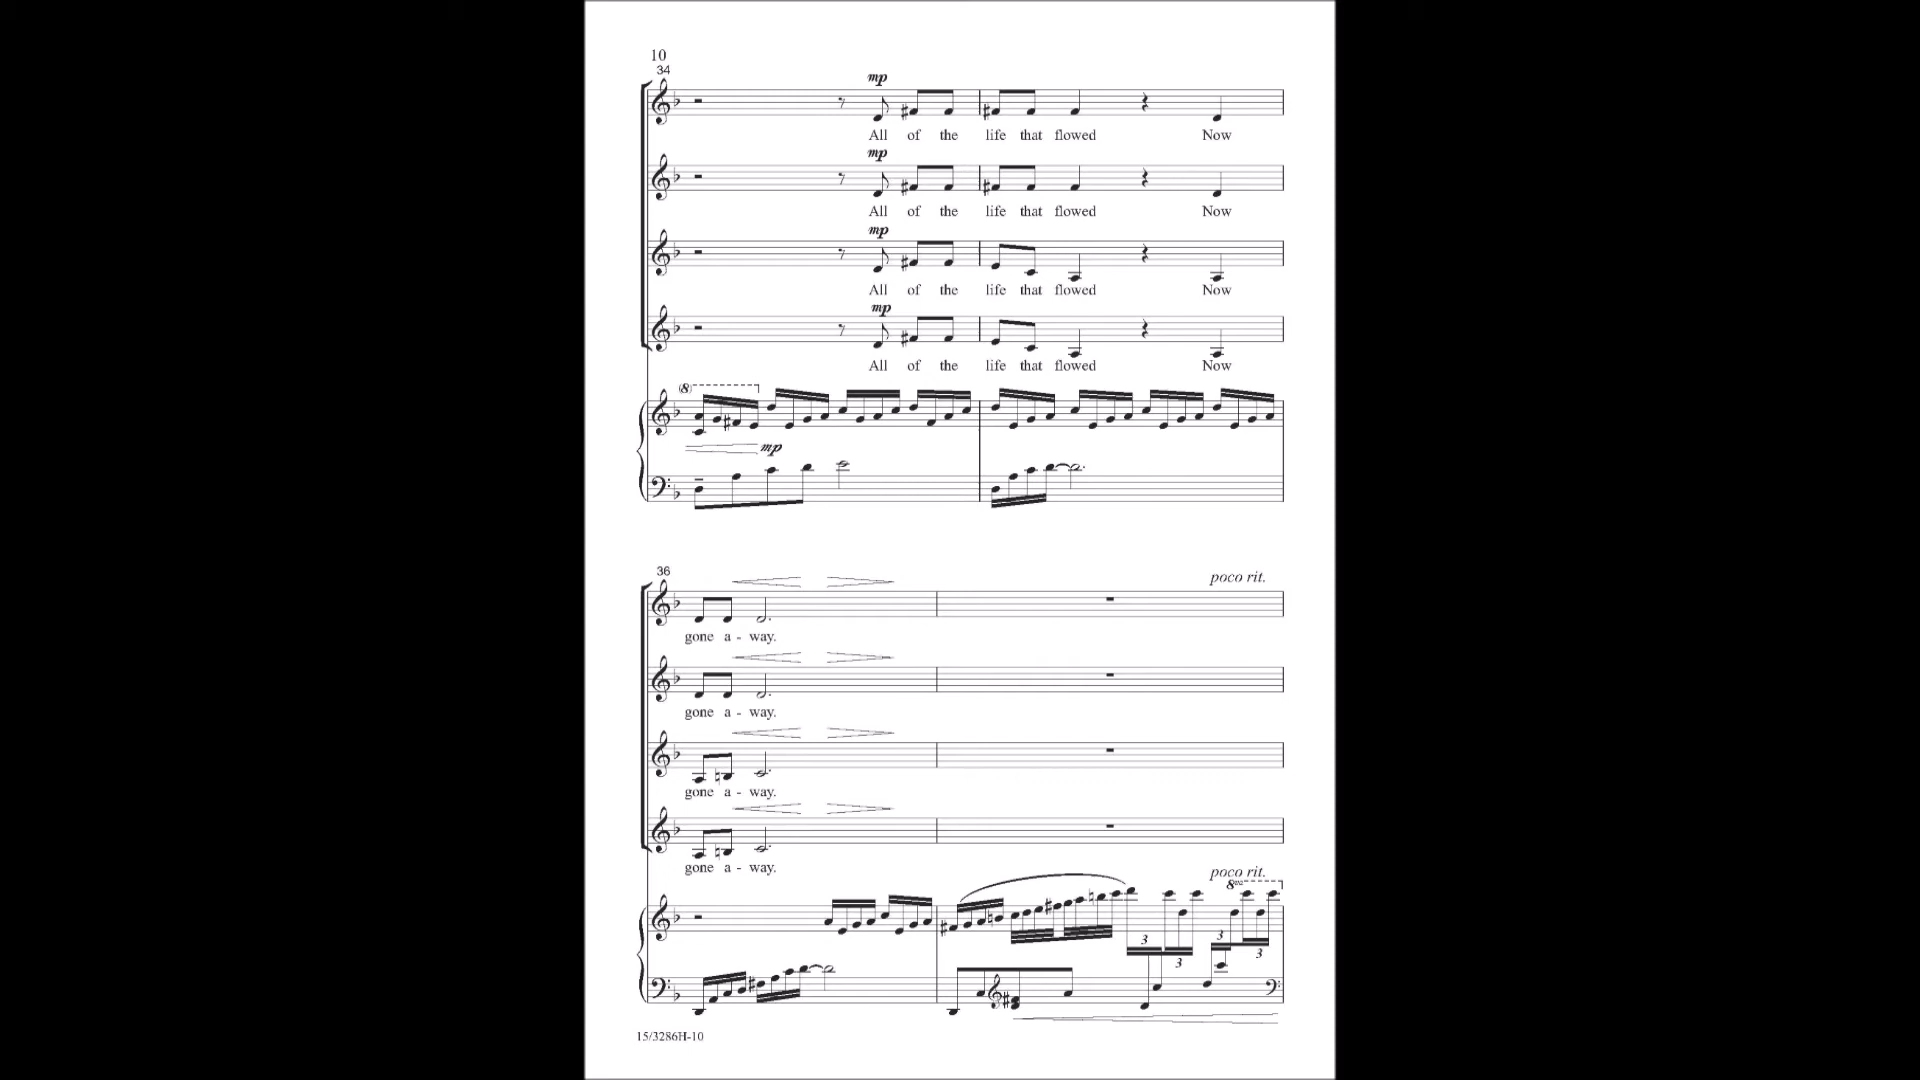 10
34
mp
All of the life that flowed Now
mp
All of the life that flowed Now
mp
All of the life that flowed Now
mp
All of the life that flowed Now
(8)
mp
36
poco rit.
gone a - way.
gone a - way.
gone a - way.
gone a - way.
poco rit.
8va
3 3 3 3
15/3286H-10